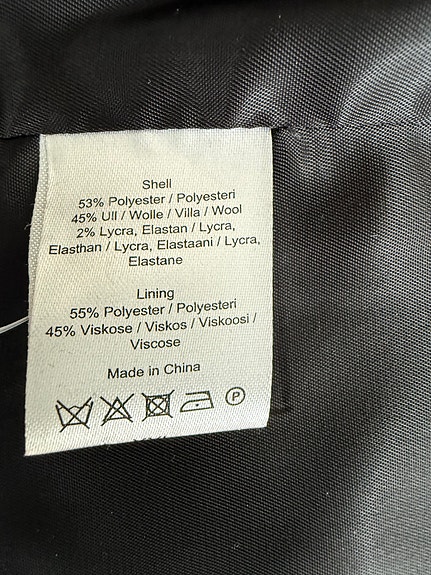 Shell
53% Polyester / Polyesteri
45% Ull / Wolle / Villa / Wool
2% Lycra, Elastan / Lycra,
Elasthan / Lycra, Elastaani / Lycra,
Elastane
Lining
55% Polyester / Polyesteri
45% Viskose / Viskos / Viskoosi /
Viscose
Made in China
P